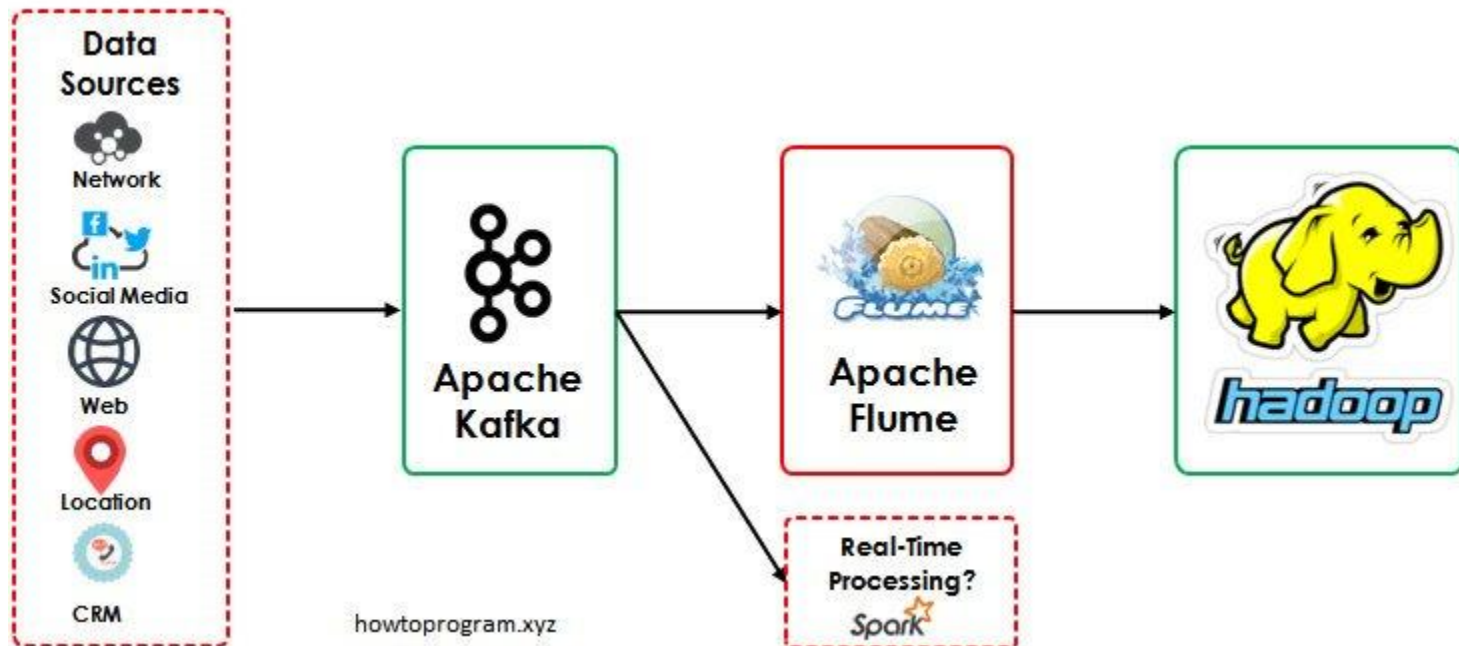 Data
Sources
Network
f
in
Social Media
Web
Location
CRM
Apache
Kafka
FLUME
Apache
Flume
hadoop
Real-Time
Processing?
Spark
howtoprogram.xyz